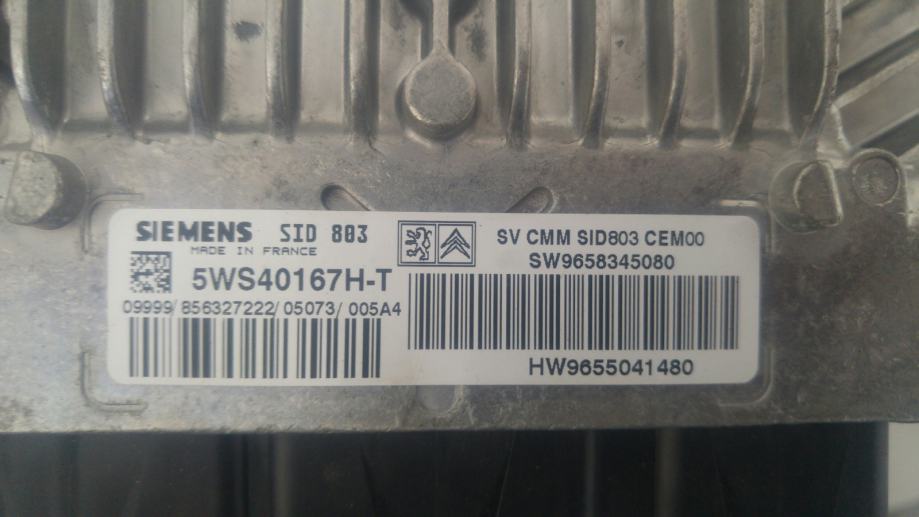 SIEMENS SID 803
MADE IN FRANCE
5WS40167H-T
09999/856327222/05073/005A4
SV CMM SID803 CEM00
SW9658345080
HW9655041480